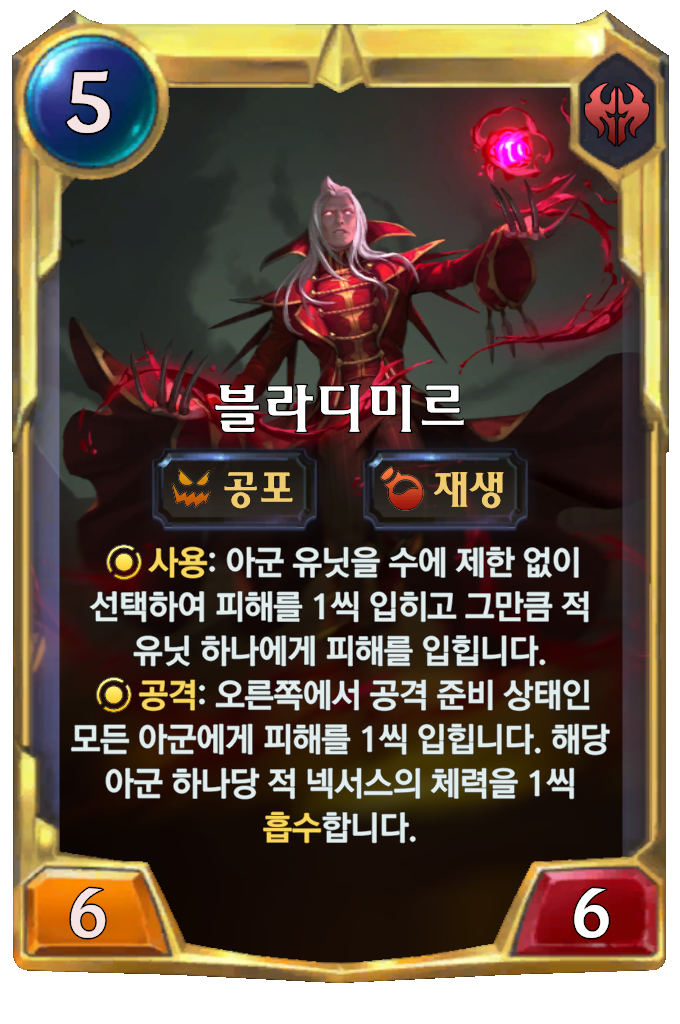 5
블라디미르
공포 재생
사용: 아군 유닛을 수에 제한 없이
선택하여 피해를 1씩 입히고 그만큼 적
유닛 하나에게 피해를 입힙니다.
공격: 오른쪽에서 공격 준비 상태인
모든 아군에게 피해를 1씩 입힙니다. 해당
아군 하나당 적 넥서스의 체력을 1씩
흡수합니다.
6 6